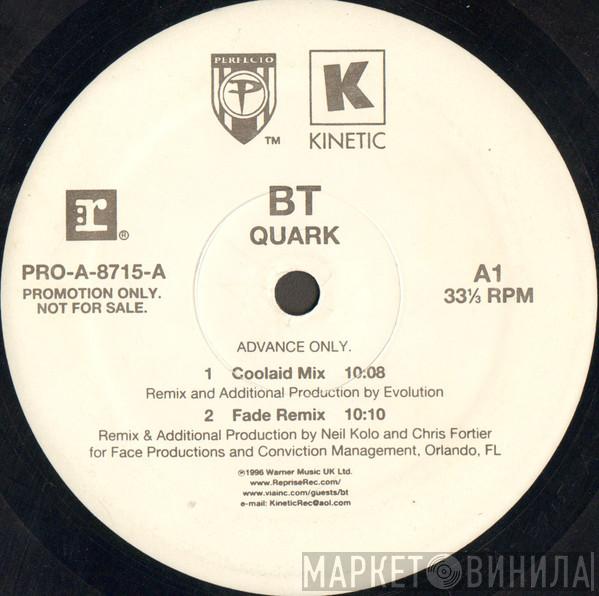 PERFECTO
P
TM
K
KINETIC
r
®
BT
QUARK
PRO-A-8715-A
PROMOTION ONLY.
NOT FOR SALE.
A1
33⅓ RPM
ADVANCE ONLY.
1 Coolaid Mix 10:08
Remix and Additional Production by Evolution
2 Fade Remix 10:10
Remix & Additional Production by Neil Kolo and Chris Fortier
for Face Productions and Conviction Management, Orlando, FL
℗1996 Warner Music UK Ltd.
www.RepriseRec.com/
www.viainc.com/guests/bt
e-mail: KineticRec@aol.com
МАРКЕТ ВИНИЛА